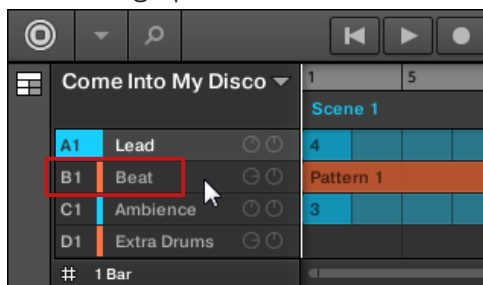 Come Into My Disco 1 5
Scene 1
A1 Lead 4
B1 Beat Pattern 1
C1 Ambience 3
D1 Extra Drums
# 1 Bar